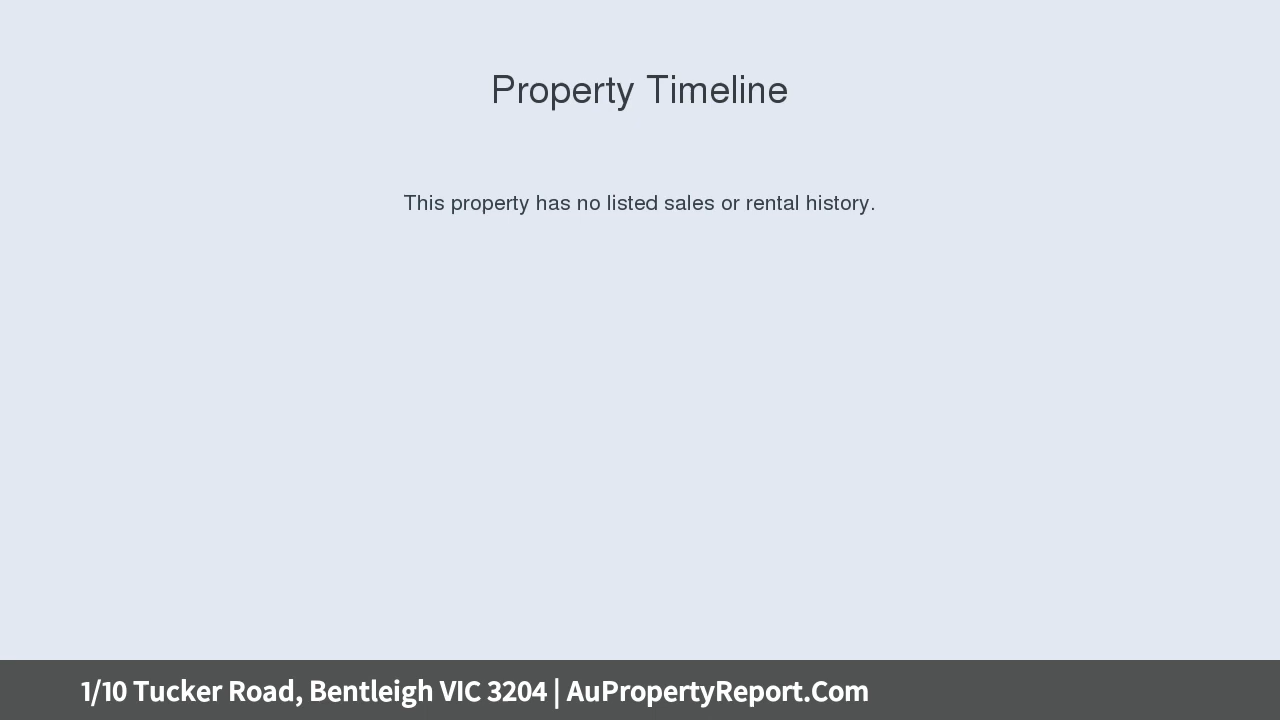 Property Timeline
This property has no listed sales or rental history.
1/10 Tucker Road, Bentleigh VIC 3204 | AuPropertyReport.Com